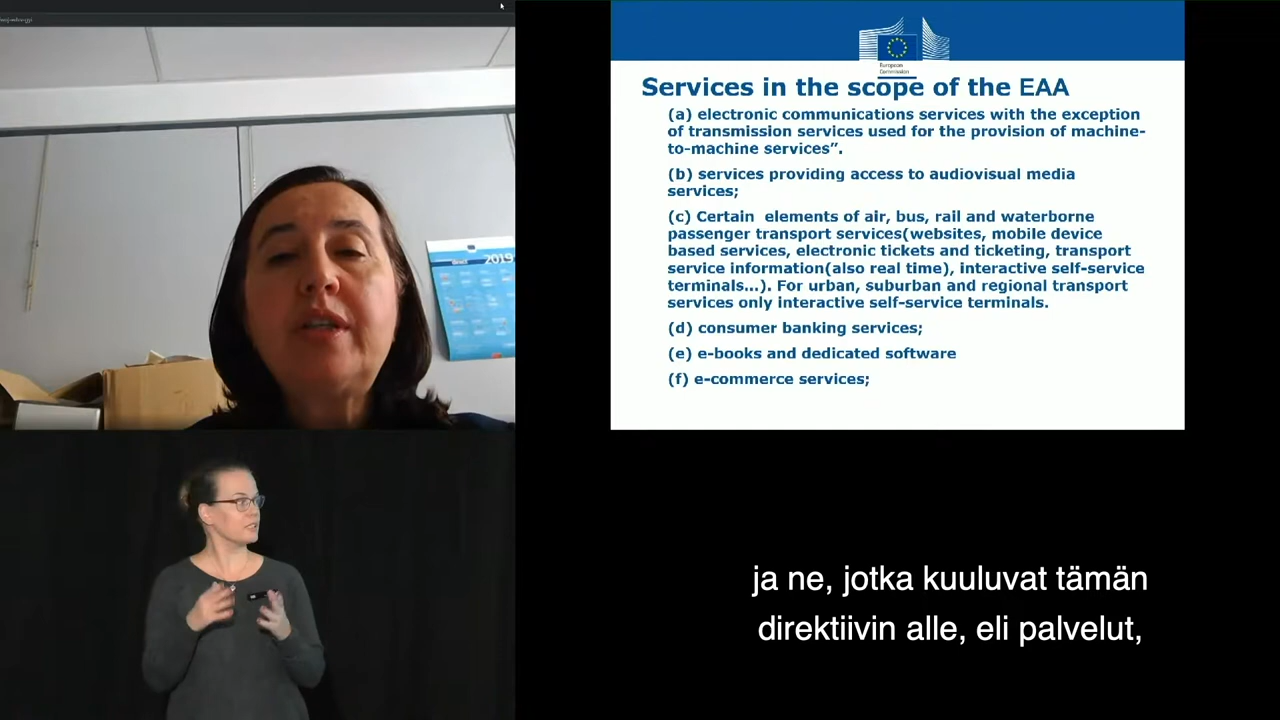 European
Commission
Services in the scope of the EAA
(a) electronic communications services with the exception
of transmission services used for the provision of machine-
to-machine services”.
(b) services providing access to audiovisual media
services;
(c) Certain elements of air, bus, rail and waterborne
passenger transport services(websites, mobile device
based services, electronic tickets and ticketing, transport
service information(also real time), interactive self-service
terminals…). For urban, suburban and regional transport
services only interactive self-service terminals.
(d) consumer banking services;
(e) e-books and dedicated software
(f) e-commerce services;
2019
direct
ja ne, jotka kuuluvat tämän
direktiivin alle, eli palvelut,